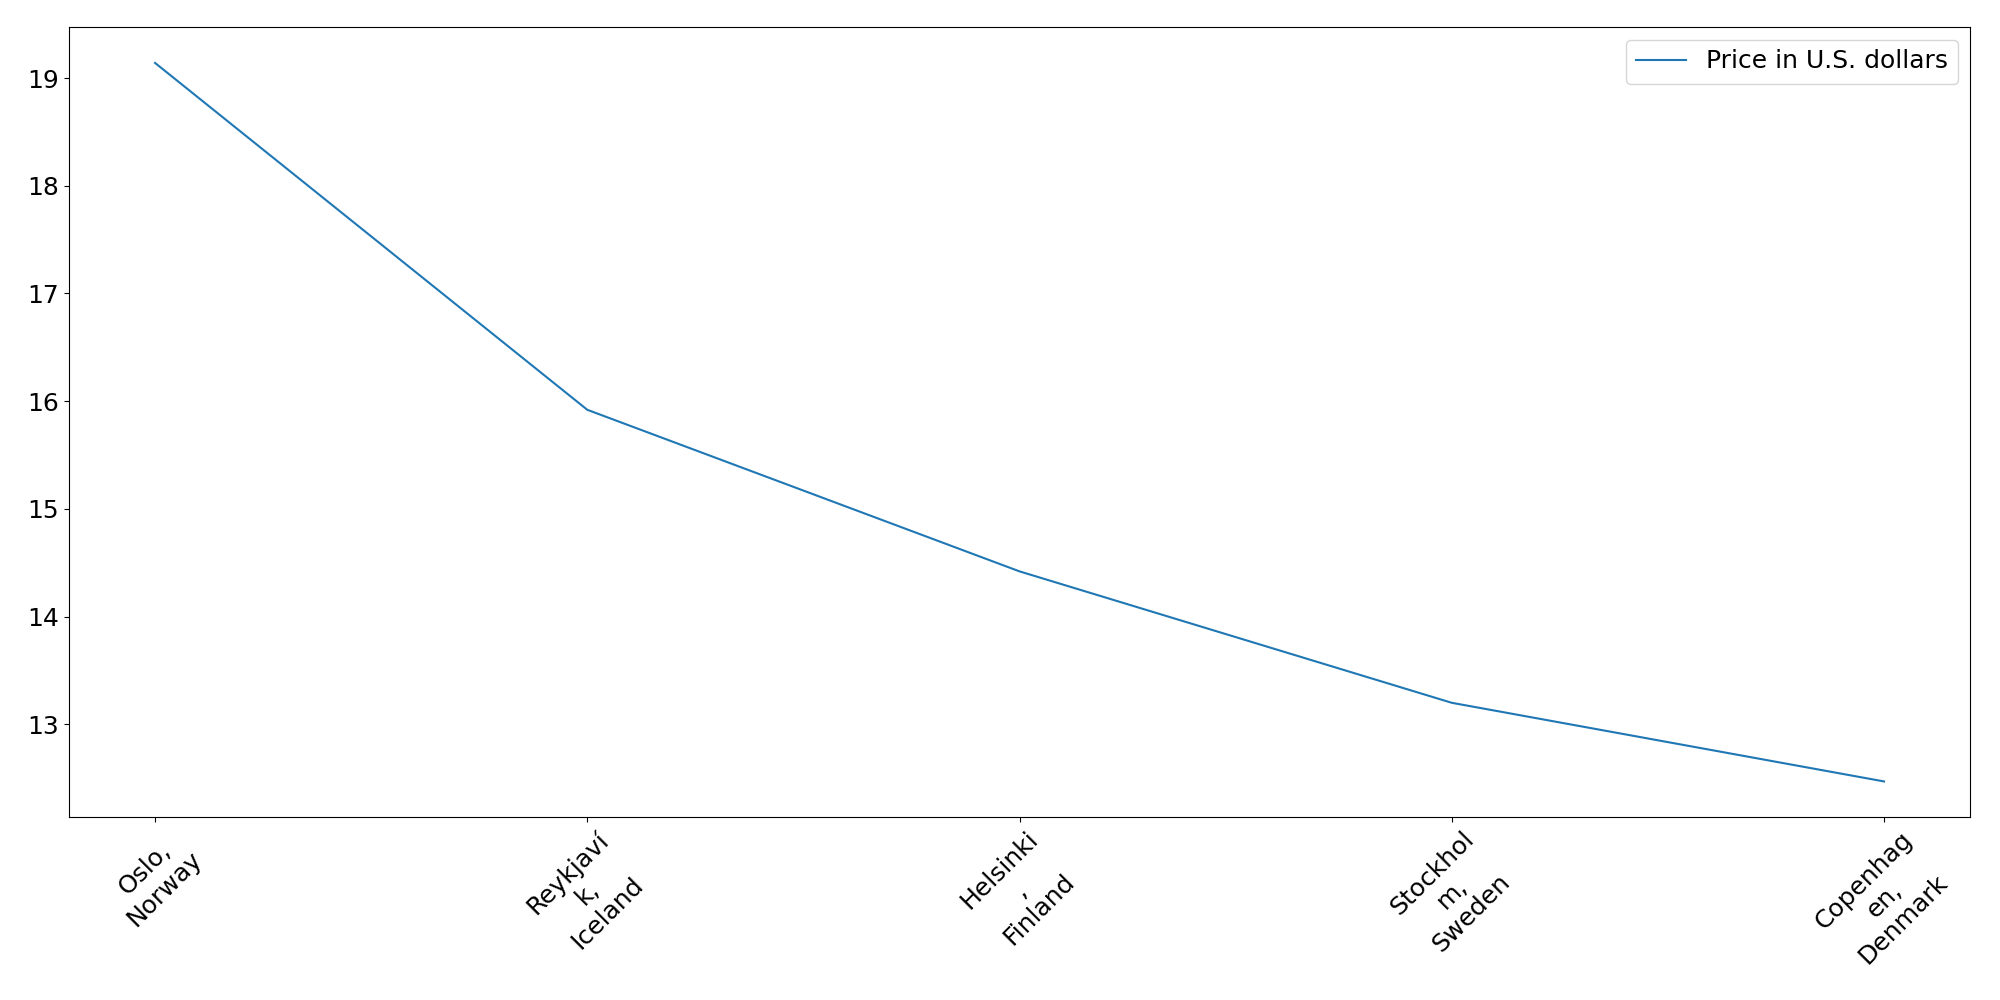 Price in U.S. dollars
19
18
17
16
15
14
13
Oslo,
Norway
Reykjaví
k,
Iceland
Helsinki
,
Finland
Stockhol
m,
Sweden
Copenhag
en,
Denmark